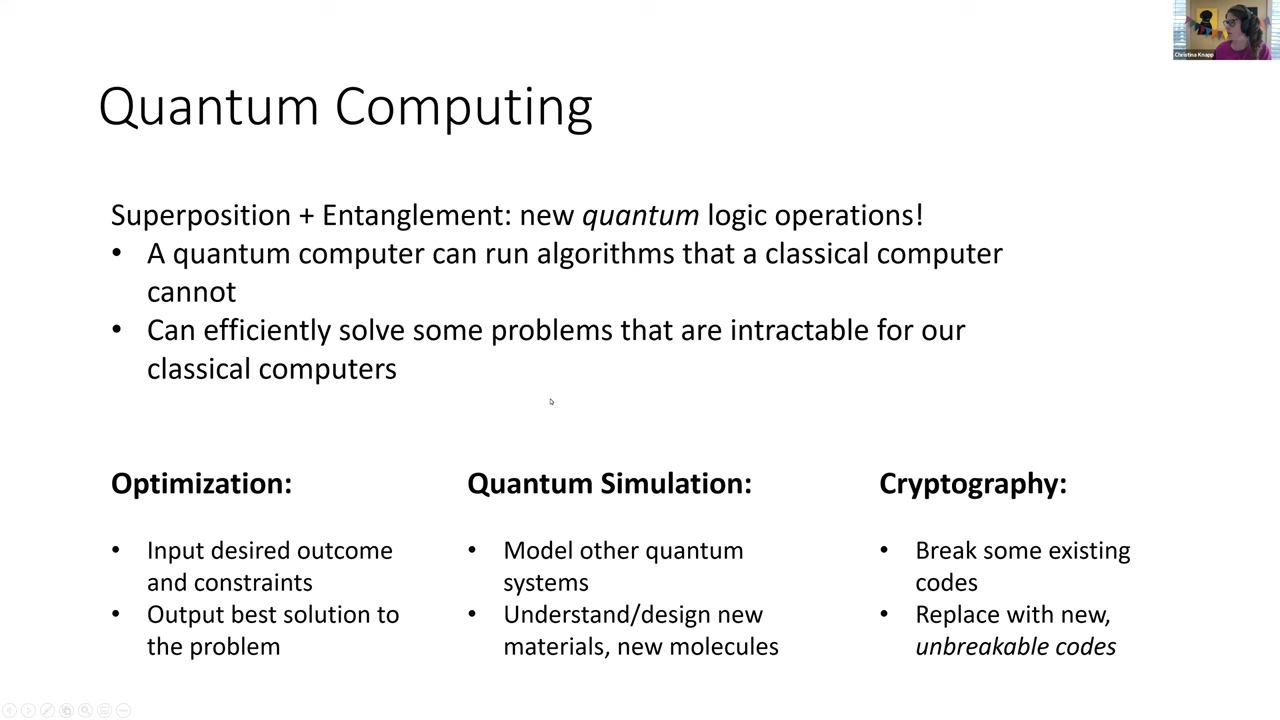 Christina Knapp
Quantum Computing
Superposition + Entanglement: new quantum logic operations!
• A quantum computer can run algorithms that a classical computer
cannot
• Can efficiently solve some problems that are intractable for our
classical computers
Optimization:
• Input desired outcome
and constraints
• Output best solution to
the problem
Quantum Simulation:
• Model other quantum
systems
• Understand/design new
materials, new molecules
Cryptography:
• Break some existing
codes
• Replace with new,
unbreakable codes